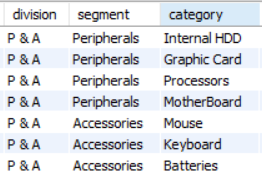 division segment category
P & A Peripherals Internal HDD
P & A Peripherals Graphic Card
P & A Peripherals Processors
P & A Peripherals MotherBoard
P & A Accessories Mouse
P & A Accessories Keyboard
P & A Accessories Batteries